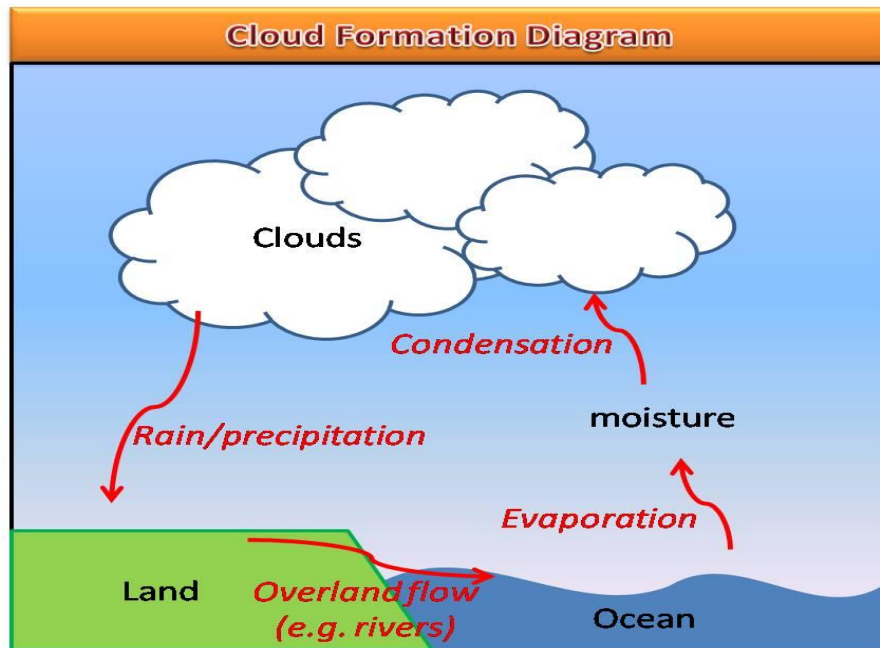 Cloud Formation Diagram
Clouds
Condensation
moisture
Rain/precipitation
Evaporation
Land
Overland flow
(e.g. rivers)
Ocean